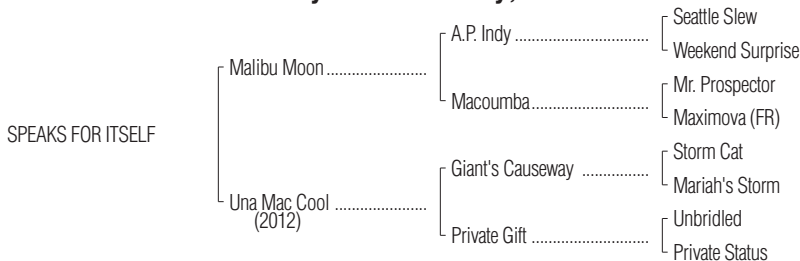 Seattle Slew
A.P. Indy
Weekend Surprise
Malibu Moon
Mr. Prospector
Macoumba
Maximova (FR)
SPEAKS FOR ITSELF
Storm Cat
Giant's Causeway
Mariah's Storm
Una Mac Cool
(2012)
Unbridled
Private Gift
Private Status